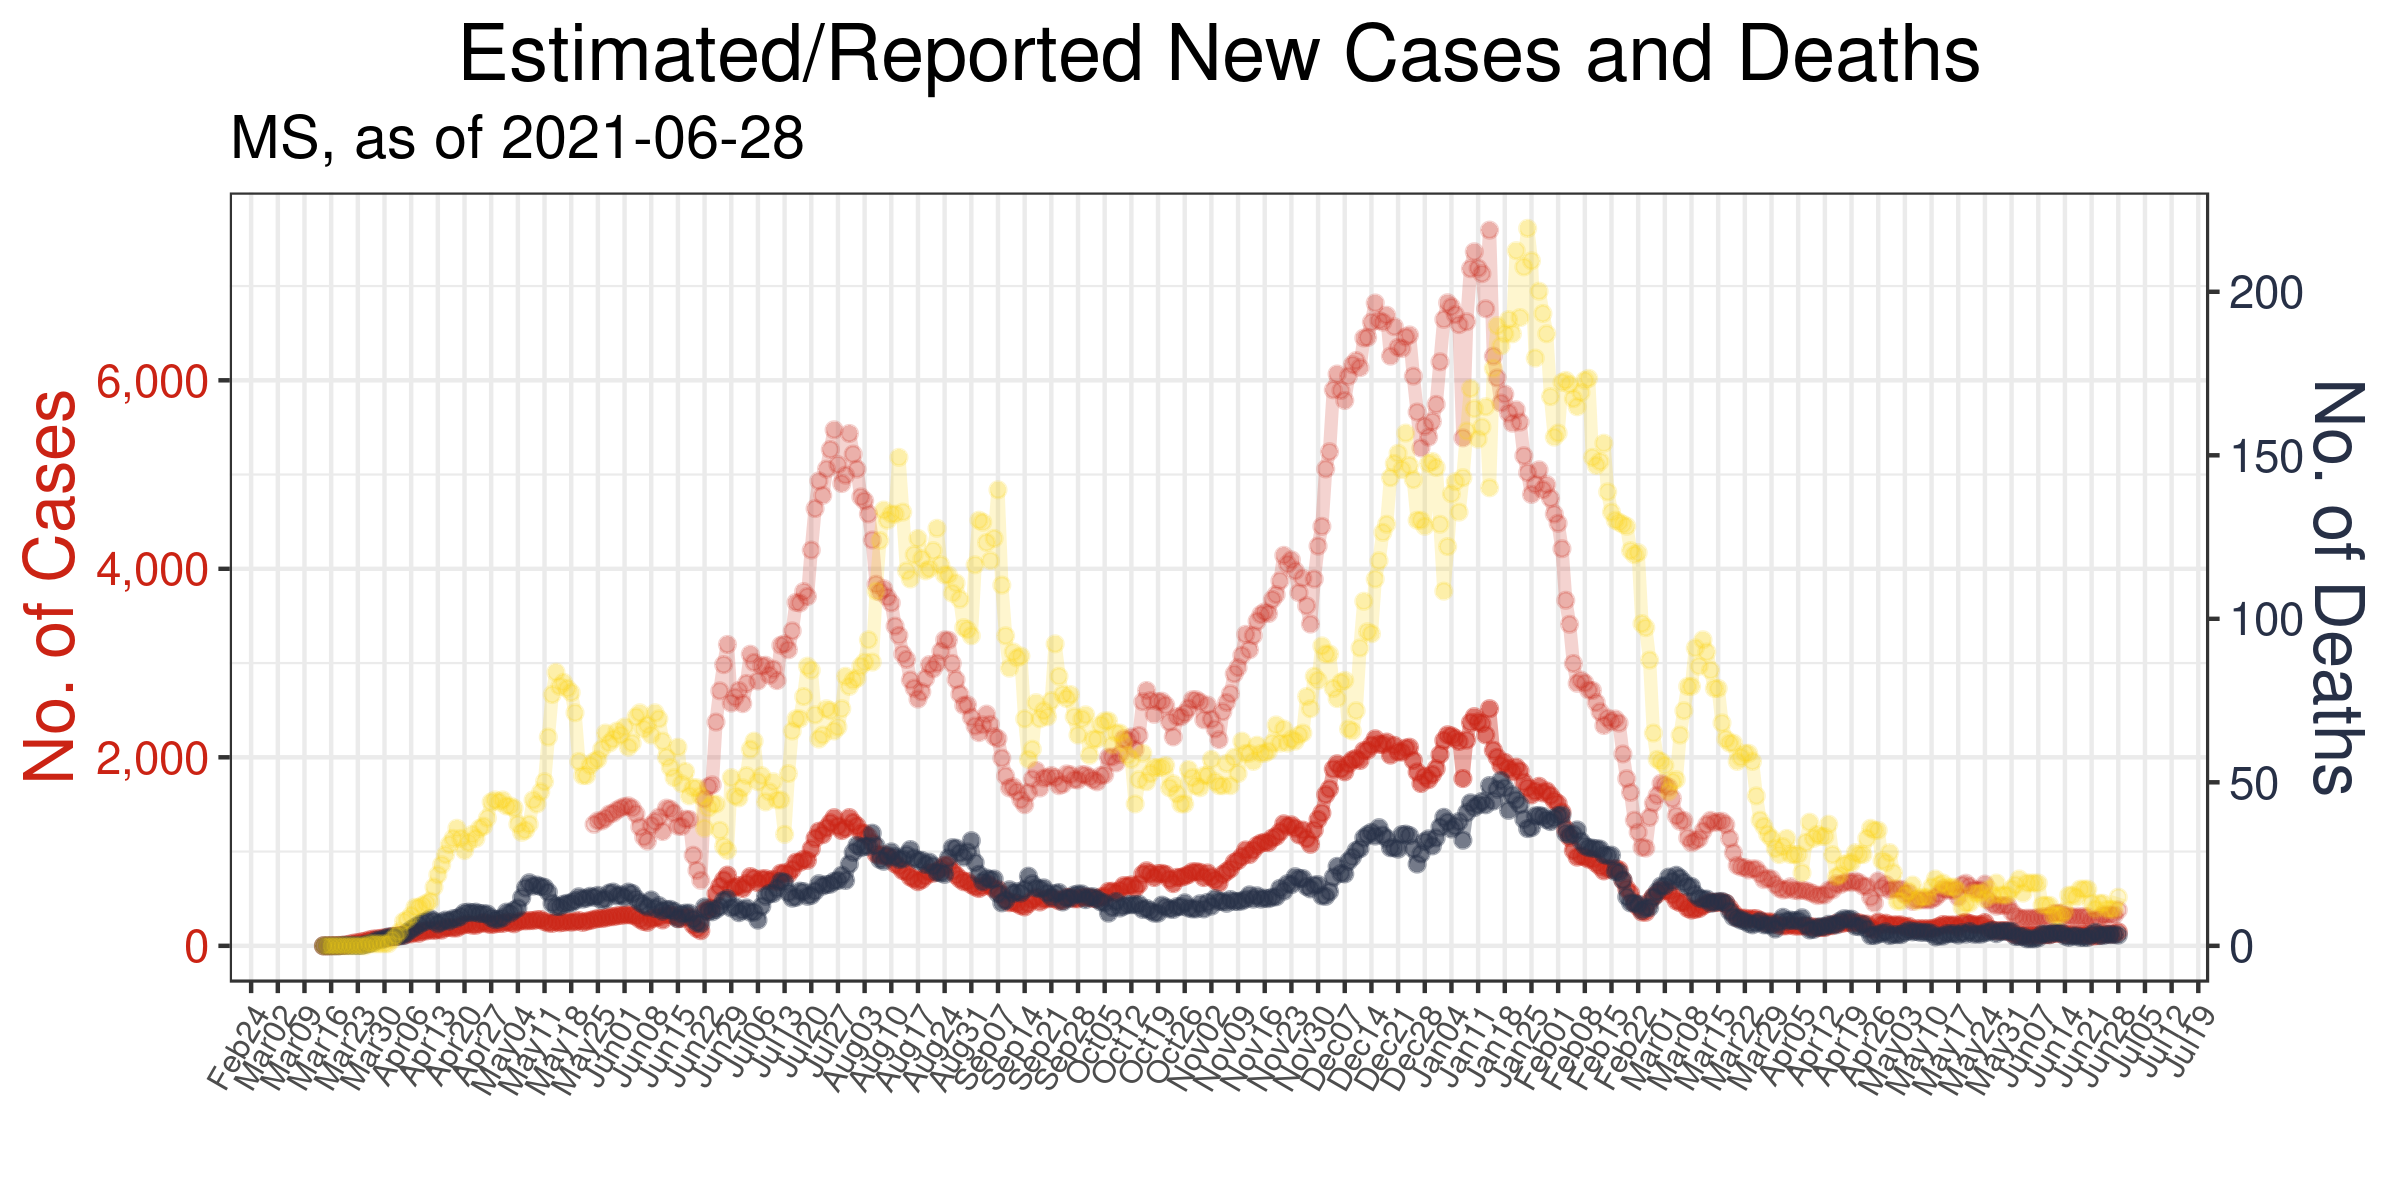 Estimated/Reported New Cases and Deaths
MS, as of 2021-06-28
No. of Cases
6,000
4,000
2,000
0
200
150
100
50
0
No. of Deaths
Feb24
Mar02
Mar09
Mar16
Mar23
Mar30
Apr06
Apr13
Apr20
Apr27
May04
May11
May18
May25
Jun01
Jun08
Jun15
Jun22
Jun29
Jul06
Jul13
Jul20
Jul27
Aug03
Aug10
Aug17
Aug24
Aug31
Sep07
Sep14
Sep21
Sep28
Oct05
Oct12
Oct19
Oct26
Nov02
Nov09
Nov16
Nov23
Nov30
Dec07
Dec14
Dec21
Dec28
Jan04
Jan11
Jan18
Jan25
Feb01
Feb08
Feb15
Feb22
Mar01
Mar08
Mar15
Mar22
Mar29
Apr05
Apr12
Apr19
Apr26
May03
May10
May17
May24
May31
Jun07
Jun14
Jun21
Jun28
Jul05
Jul12
Jul19